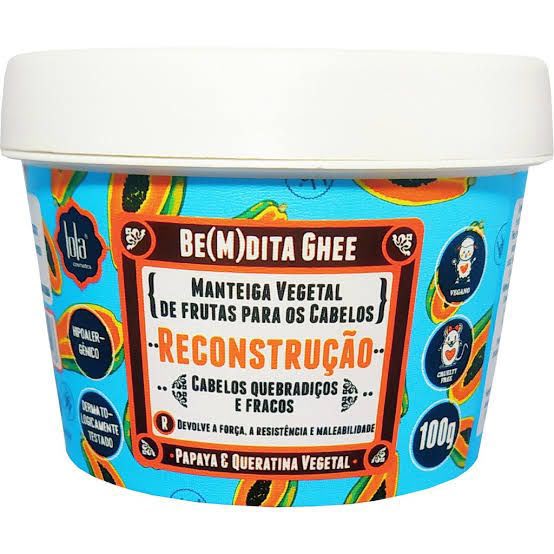 Be(m)dita Ghee
lola®
cosmetics
Manteiga Vegetal
de frutas para os Cabelos
Reconstrução
Cabelos quebradiços
e fracos
R Devolve a força, a resistência e maleabilidade
Papaya & Queratina Vegetal
Hipoaler-
gênico
Dermato-
logicamente
testado
Vegano
Cruelty
Free
100g